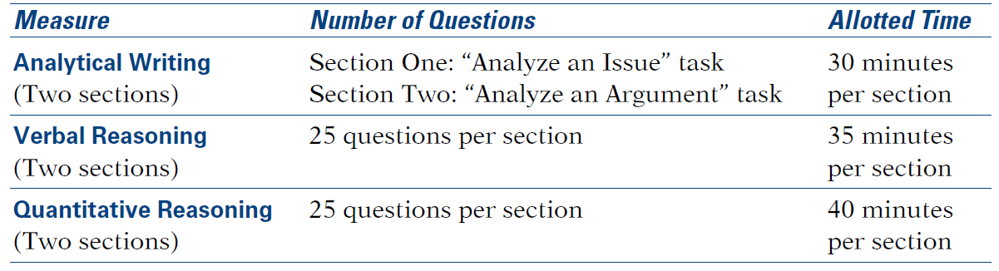 Measure Number of Questions Allotted Time
Analytical Writing Section One: “Analyze an Issue” task 30 minutes
(Two sections) Section Two: “Analyze an Argument” task per section
Verbal Reasoning 25 questions per section 35 minutes
(Two sections) per section
Quantitative Reasoning 25 questions per section 40 minutes
(Two sections) per section